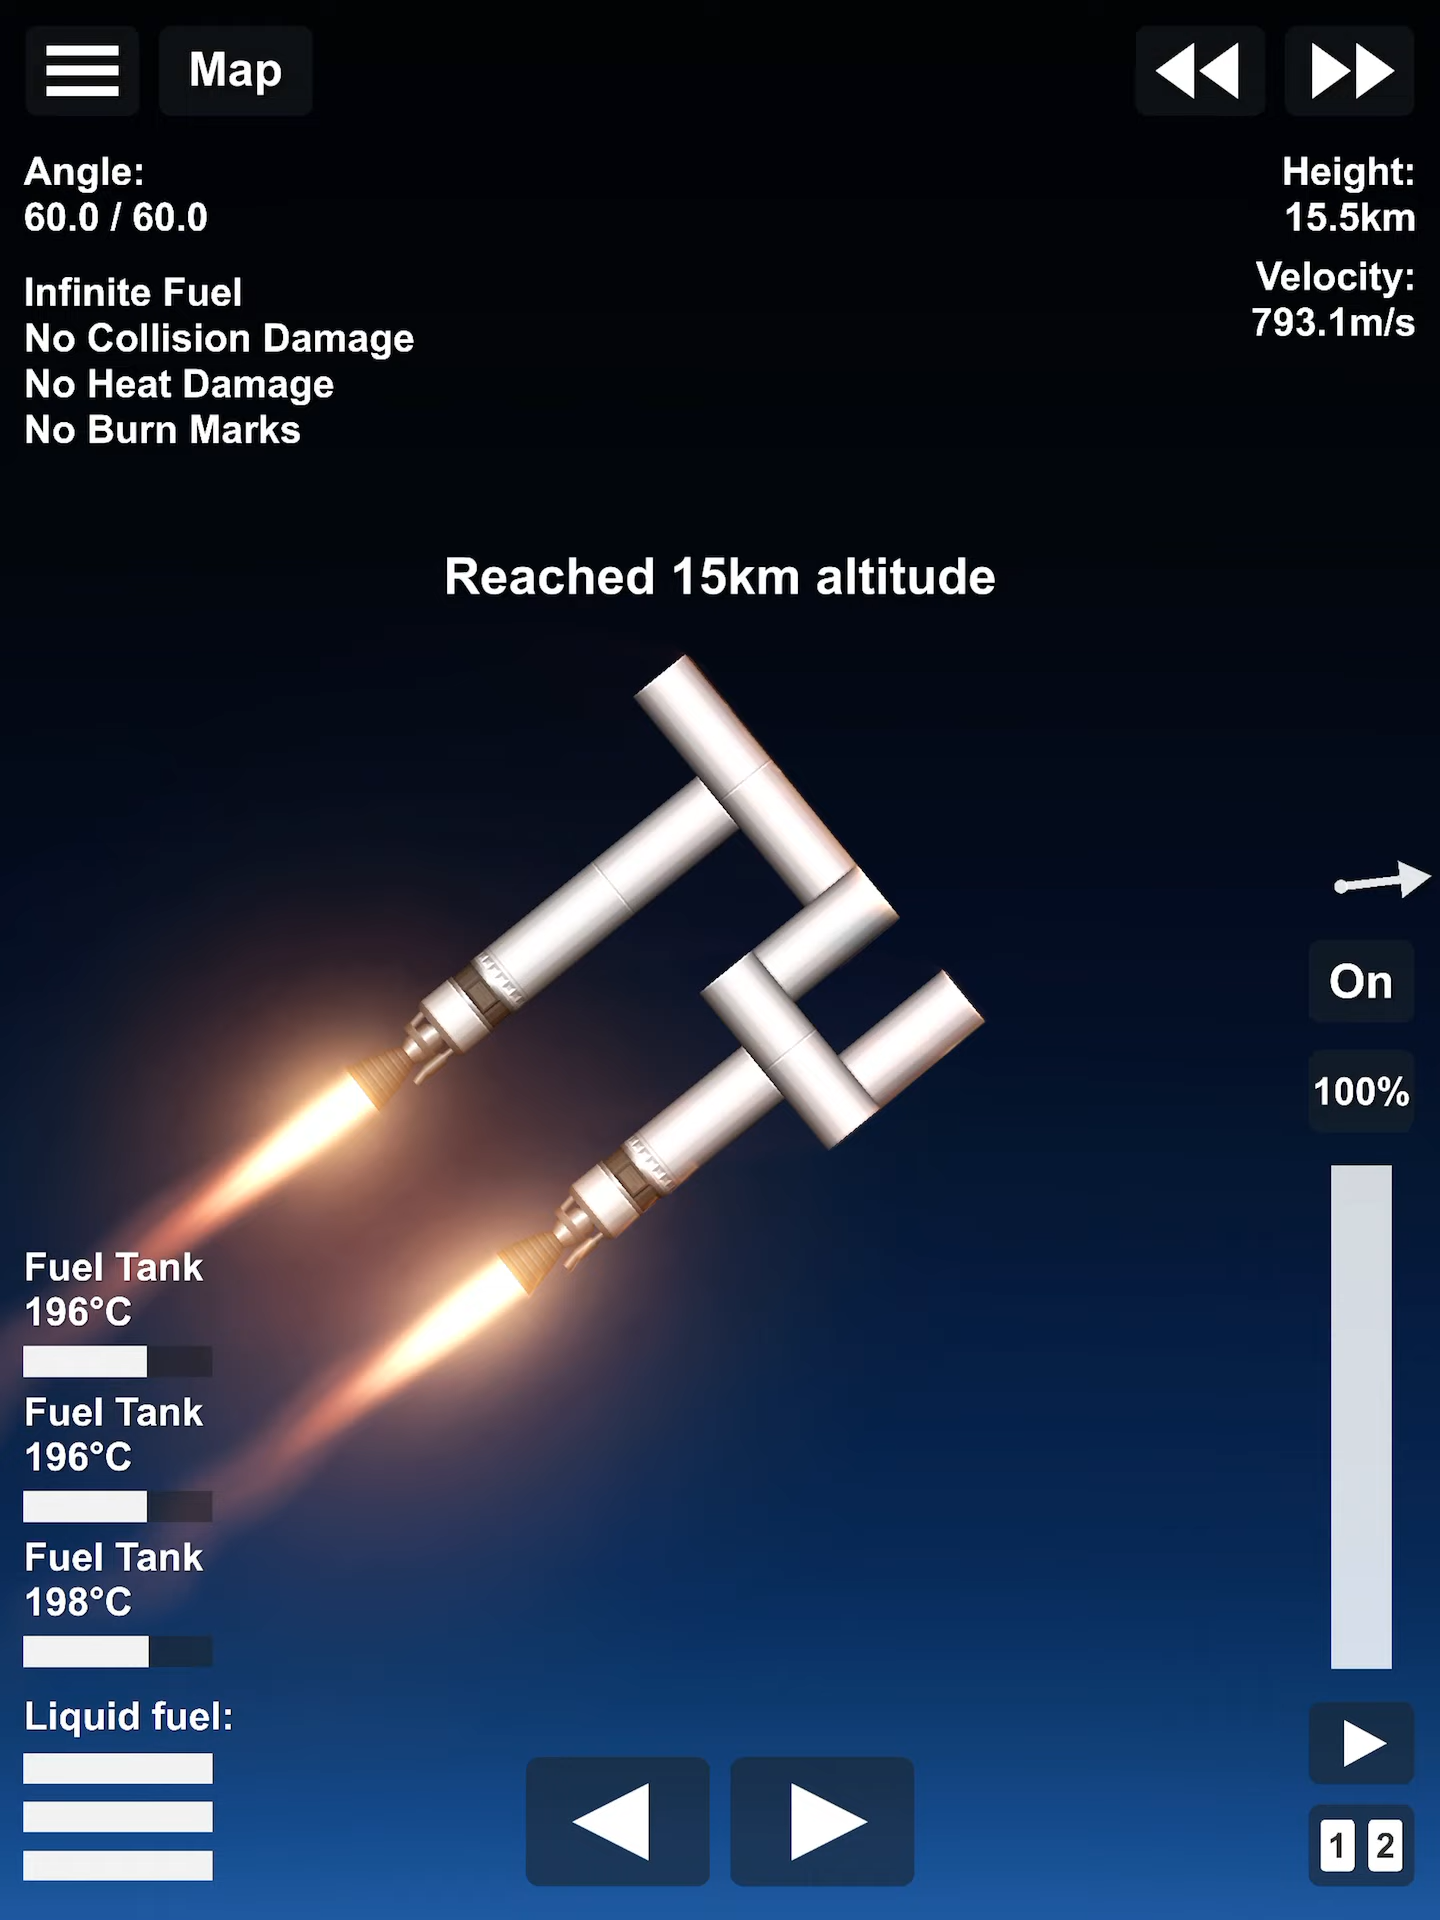 Map
Angle:
60.0 / 60.0
Infinite Fuel
No Collision Damage
No Heat Damage
No Burn Marks
Height:
15.5km
Velocity:
793.1m/s
Reached 15km altitude
On
100%
Fuel Tank
196°C
Fuel Tank
196°C
Fuel Tank
198°C
Liquid fuel:
1 2